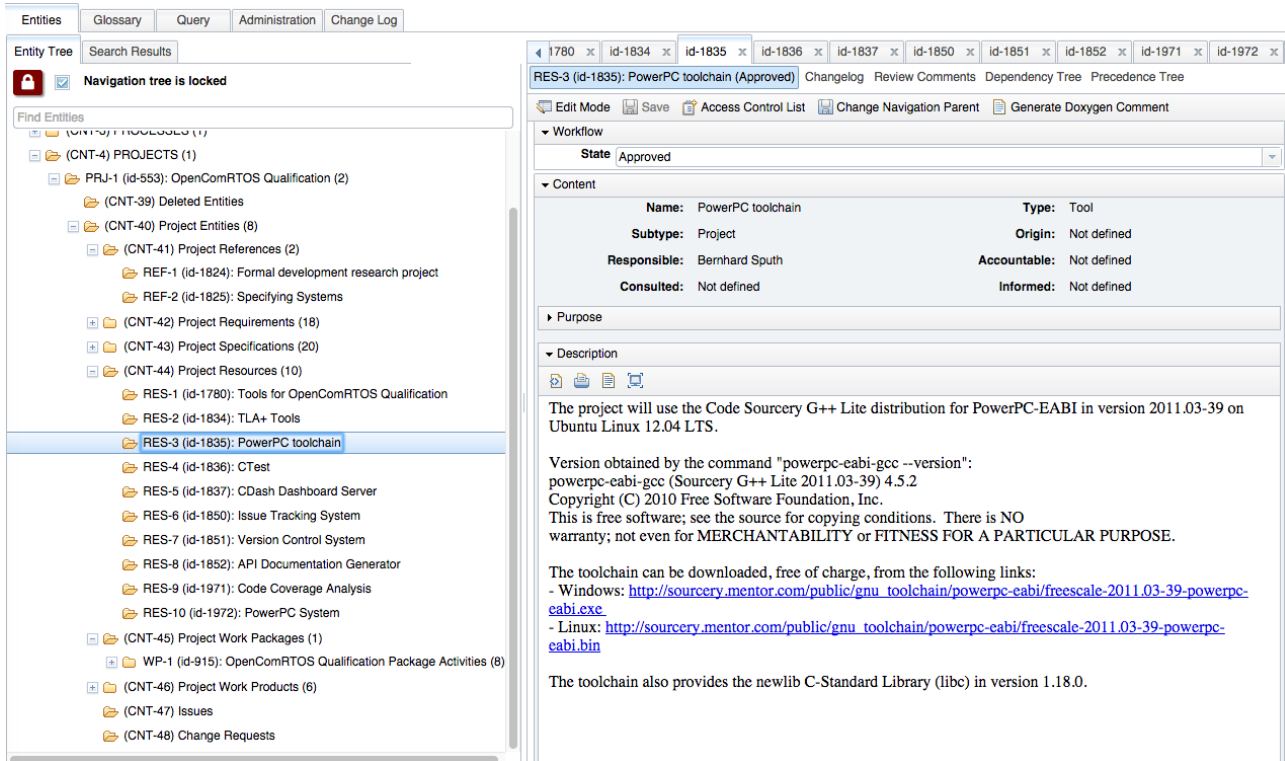 Entities Glossary Query Administration Change Log
Entity Tree Search Results
Navigation tree is locked
Find Entities
(CNT-3) PROCESSES (1)
(CNT-4) PROJECTS (1)
PRJ-1 (id-553): OpenComRTOS Qualification (2)
(CNT-39) Deleted Entities
(CNT-40) Project Entities (8)
(CNT-41) Project References (2)
REF-1 (id-1824): Formal development research project
REF-2 (id-1825): Specifying Systems
(CNT-42) Project Requirements (18)
(CNT-43) Project Specifications (20)
(CNT-44) Project Resources (10)
RES-1 (id-1780): Tools for OpenComRTOS Qualification
RES-2 (id-1834): TLA+ Tools
RES-3 (id-1835): PowerPC toolchain
RES-4 (id-1836): CTest
RES-5 (id-1837): CDash Dashboard Server
RES-6 (id-1850): Issue Tracking System
RES-7 (id-1851): Version Control System
RES-8 (id-1852): API Documentation Generator
RES-9 (id-1971): Code Coverage Analysis
RES-10 (id-1972): PowerPC System
(CNT-45) Project Work Packages (1)
WP-1 (id-915): OpenComRTOS Qualification Package Activities (8)
(CNT-46) Project Work Products (6)
(CNT-47) Issues
(CNT-48) Change Requests
1780 x id-1834 x id-1835 x id-1836 x id-1837 x id-1850 x id-1851 x id-1852 x id-1971 x id-1972 x
RES-3 (id-1835): PowerPC toolchain (Approved) Changelog Review Comments Dependency Tree Precedence Tree
Edit Mode Save Access Control List Change Navigation Parent Generate Doxygen Comment
Workflow
State Approved
Content
Name: PowerPC toolchain Type: Tool
Subtype: Project Origin: Not defined
Responsible: Bernhard Sputh Accountable: Not defined
Consulted: Not defined Informed: Not defined
Purpose
Description
The project will use the Code Sourcery G++ Lite distribution for PowerPC-EABI in version 2011.03-39 on
Ubuntu Linux 12.04 LTS.
Version obtained by the command "powerpc-eabi-gcc --version":
powerpc-eabi-gcc (Sourcery G++ Lite 2011.03-39) 4.5.2
Copyright (C) 2010 Free Software Foundation, Inc.
This is free software; see the source for copying conditions. There is NO
warranty; not even for MERCHANTABILITY or FITNESS FOR A PARTICULAR PURPOSE.
The toolchain can be downloaded, free of charge, from the following links:
- Windows: http://sourcery.mentor.com/public/gnu_toolchain/powerpc-eabi/freescale-2011.03-39-powerpc-
eabi.exe
- Linux: http://sourcery.mentor.com/public/gnu_toolchain/powerpc-eabi/freescale-2011.03-39-powerpc-
eabi.bin
The toolchain also provides the newlib C-Standard Library (libc) in version 1.18.0.